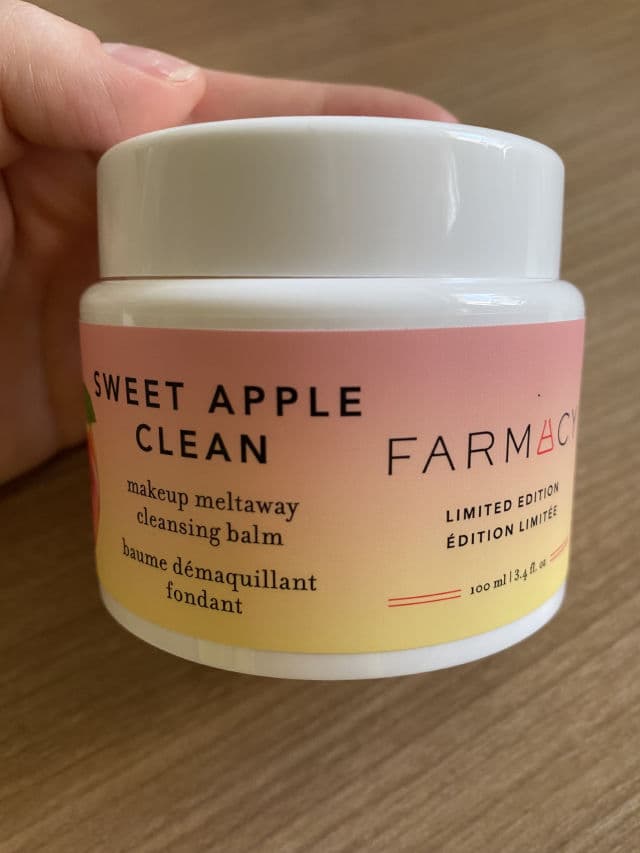 SWEET APPLE
CLEAN
makeup meltaway
cleansing balm
baume démaquillant
fondant
FARMACY
LIMITED EDITION
ÉDITION LIMITÉE
100 ml | 3.4 fl. oz